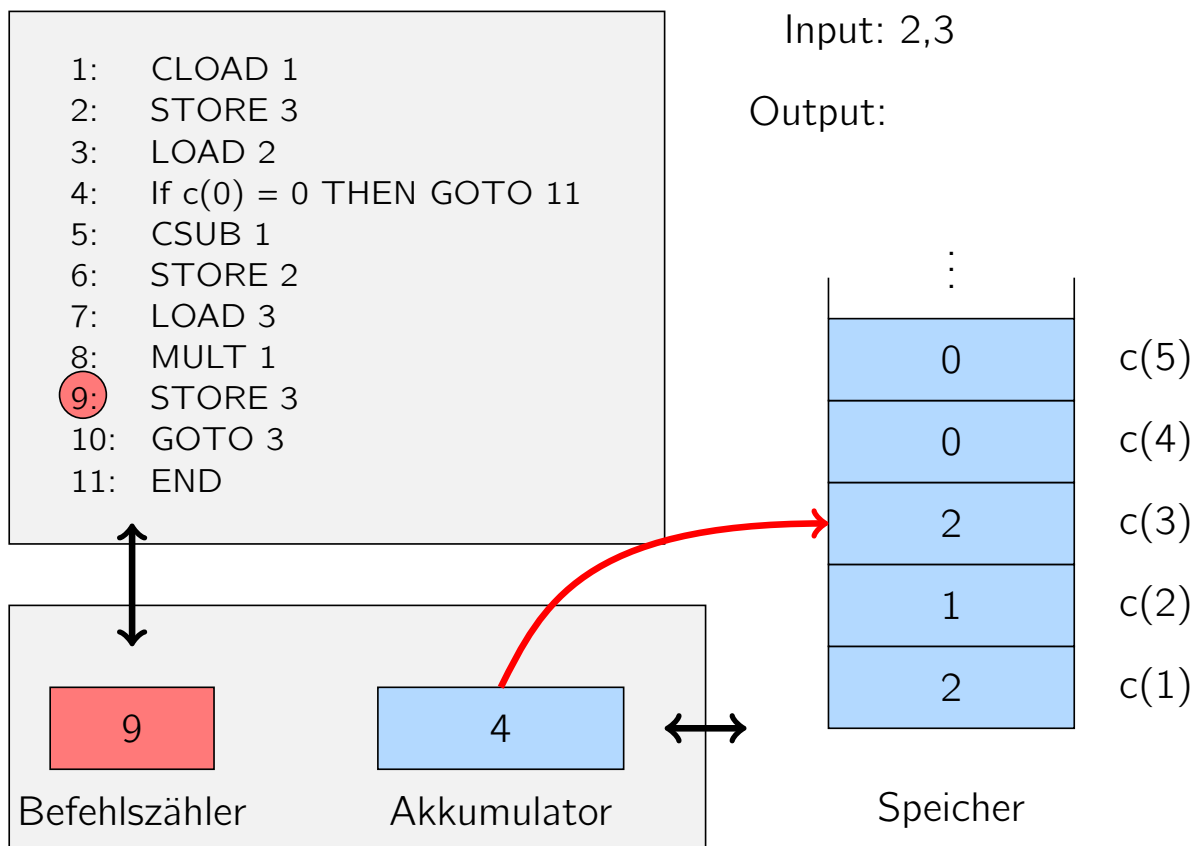 1: CLOAD 1
2: STORE 3
3: LOAD 2
4: If c(0) = 0 THEN GOTO 11
5: CSUB 1
6: STORE 2
7: LOAD 3
8: MULT 1
9: STORE 3
10: GOTO 3
11: END
Input: 2,3
Output:
⋮
0 c(5)
0 c(4)
2 c(3)
1 c(2)
2 c(1)
Speicher
9
Befehlszähler
4
Akkumulator